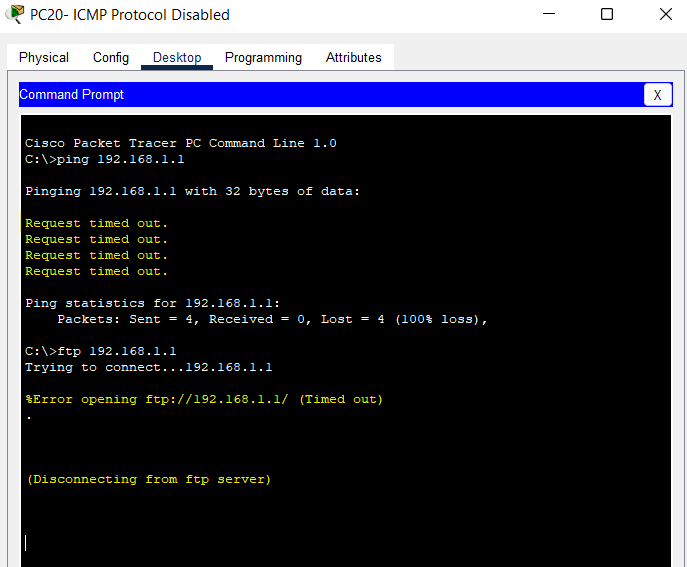 PC20- ICMP Protocol Disabled
Physical Config Desktop Programming Attributes
Command Prompt X
Cisco Packet Tracer PC Command Line 1.0
C:\>ping 192.168.1.1
Pinging 192.168.1.1 with 32 bytes of data:
Request timed out.
Request timed out.
Request timed out.
Request timed out.
Ping statistics for 192.168.1.1:
Packets: Sent = 4, Received = 0, Lost = 4 (100% loss),
C:\>ftp 192.168.1.1
Trying to connect...192.168.1.1
%Error opening ftp://192.168.1.1/ (Timed out)
.
(Disconnecting from ftp server)